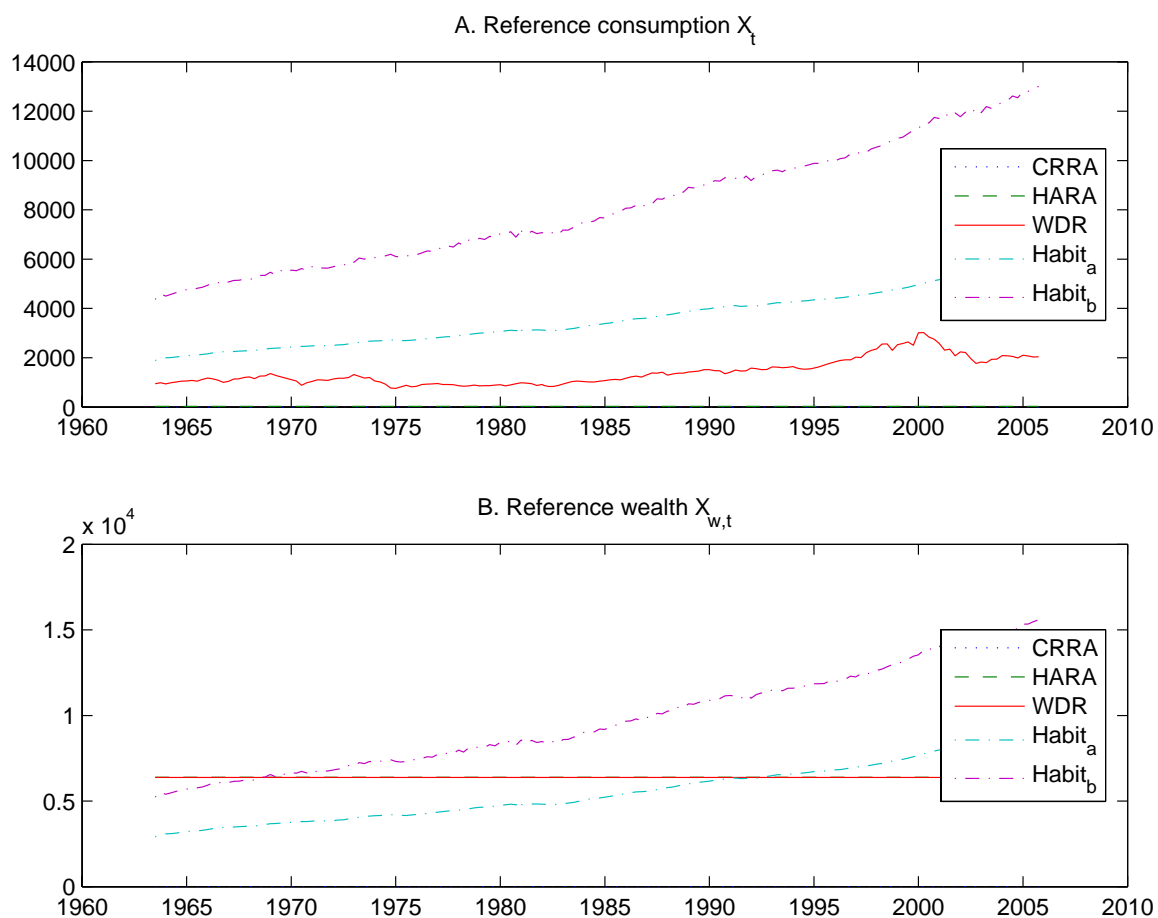 A. Reference consumption X_t
14000
12000
10000
8000
6000
4000
2000
0
CRRA
HARA
WDR
Habit_a
Habit_b
1960 1965 1970 1975 1980 1985 1990 1995 2000 2005 2010
B. Reference wealth X_w,t
x 10^4
2
1.5
1
0.5
0
CRRA
HARA
WDR
Habit_a
Habit_b
1960 1965 1970 1975 1980 1985 1990 1995 2000 2005 2010